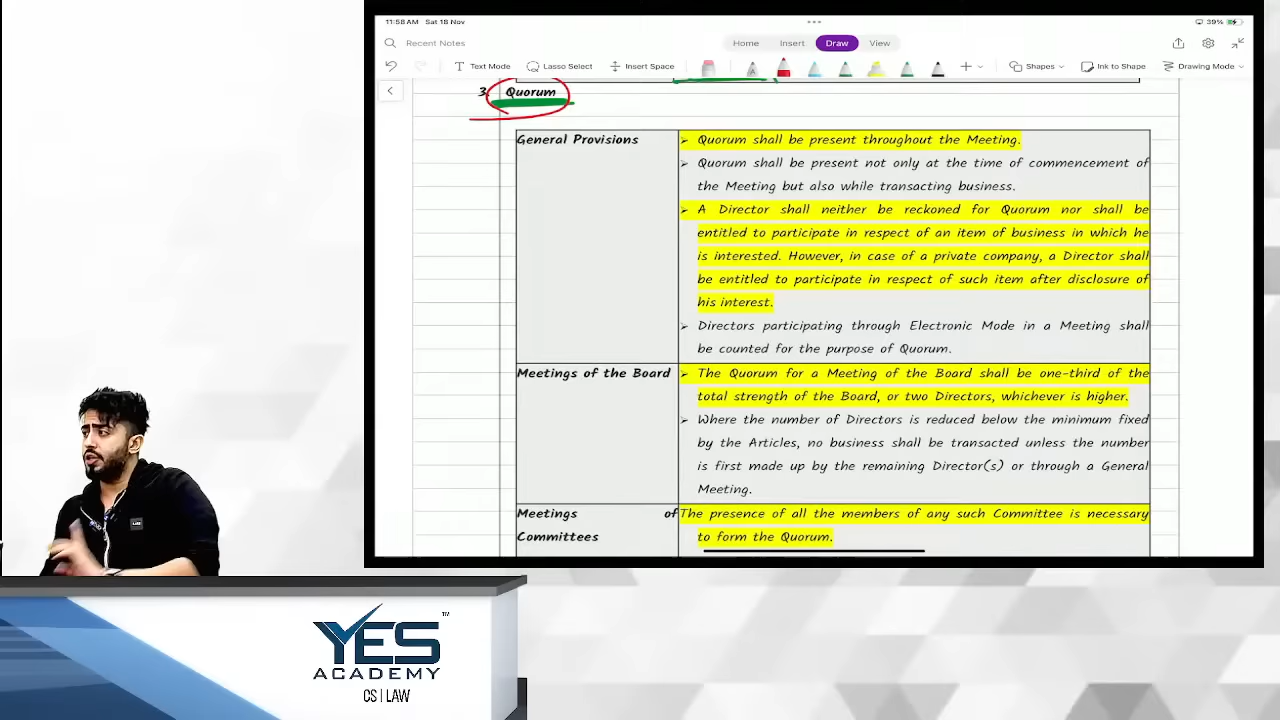 11:58 AM Sat 18 Nov
39%
Recent Notes
Home Insert Draw View
Text Mode Lasso Select Insert Space Shapes Ink to Shape Drawing Mode
3. Quorum
General Provisions
➢ Quorum shall be present throughout the Meeting.
➢ Quorum shall be present not only at the time of commencement of
the Meeting but also while transacting business.
➢ A Director shall neither be reckoned for Quorum nor shall be
entitled to participate in respect of an item of business in which he
is interested. However, in case of a private company, a Director shall
be entitled to participate in respect of such item after disclosure of
his interest.
➢ Directors participating through Electronic Mode in a Meeting shall
be counted for the purpose of Quorum.
Meetings of the Board
➢ The Quorum for a Meeting of the Board shall be one-third of the
total strength of the Board, or two Directors, whichever is higher.
➢ Where the number of Directors is reduced below the minimum fixed
by the Articles, no business shall be transacted unless the number
is first made up by the remaining Director(s) or through a General
Meeting.
Meetings of
Committees
The presence of all the members of any such Committee is necessary
to form the Quorum.
YES
™
ACADEMY
CS | LAW